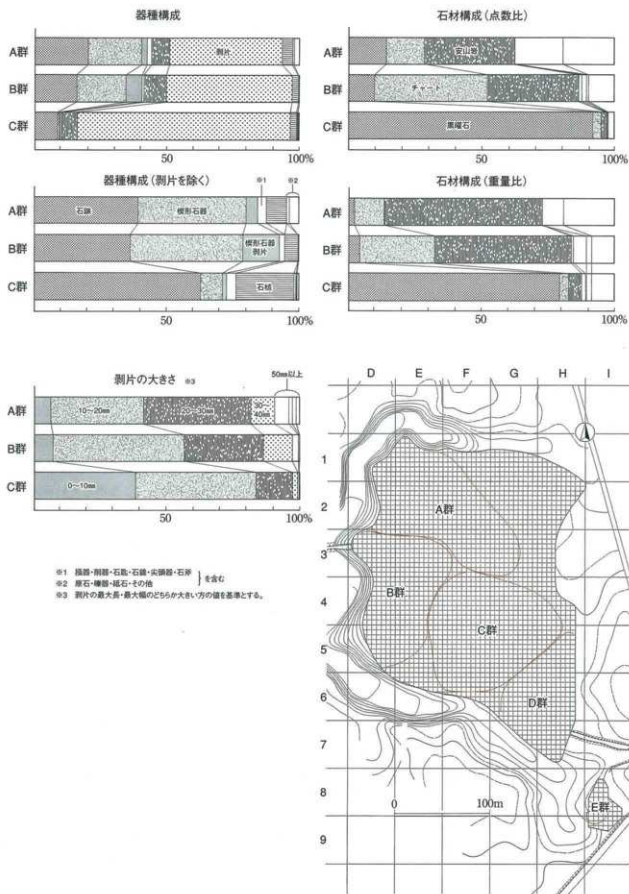 器種構成
A群
剥片
B群
C群
50
100%
器種構成(剥片を除く)
※1
※2
A群
石鏃
楔形石器
B群
楔形石器
剥片
C群
石核
50
100%
石材構成(点数比)
A群
安山岩
B群
チャート
C群
黒曜石
50
100%
石材構成(重量比)
A群
B群
C群
50
100%
剥片の大きさ ※3
50㎜以上
A群
10〜20㎜
20〜30㎜
30〜
40㎜
B群
C群
0〜10㎜
50
100%
※1 掻器・削器・石匙・石錐・尖頭器・石斧
※2 原石・礫器・砥石・その他
を含む
※3 剥片の最大長・最大幅のどちらか大きい方の値を基準とする。
D E F G H I
1
2
3
4
5
6
7
8
9
A群
B群
C群
D群
E群
0 100m